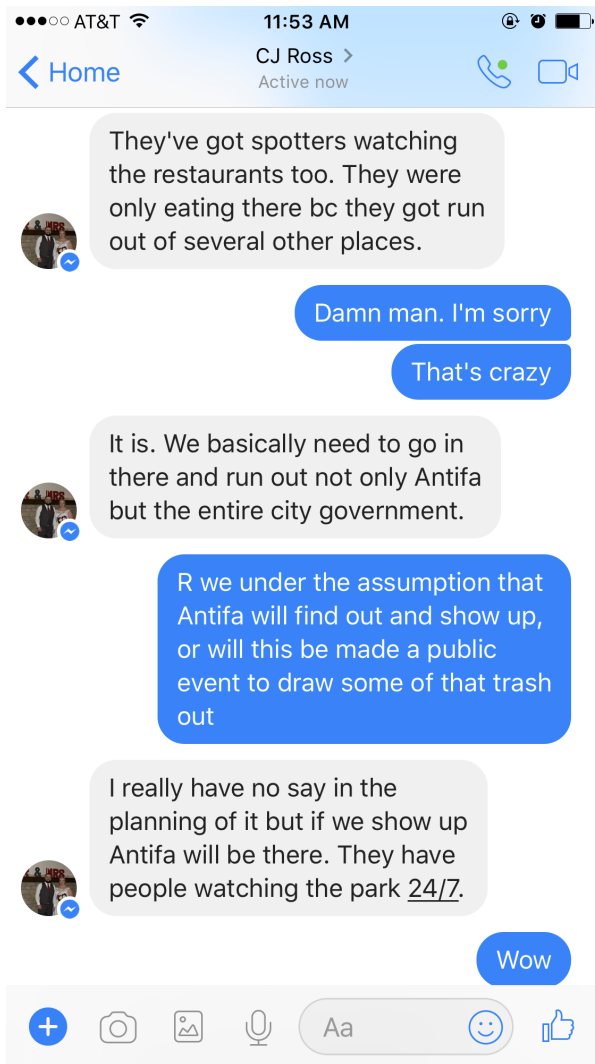 AT&T
11:53 AM
Home
CJ Ross
Active now
They've got spotters watching
the restaurants too. They were
only eating there bc they got run
out of several other places.
Damn man. I'm sorry
That's crazy
It is. We basically need to go in
there and run out not only Antifa
but the entire city government.
R we under the assumption that
Antifa will find out and show up,
or will this be made a public
event to draw some of that trash
out
I really have no say in the
planning of it but if we show up
Antifa will be there. They have
people watching the park 24/7.
Wow
Aa